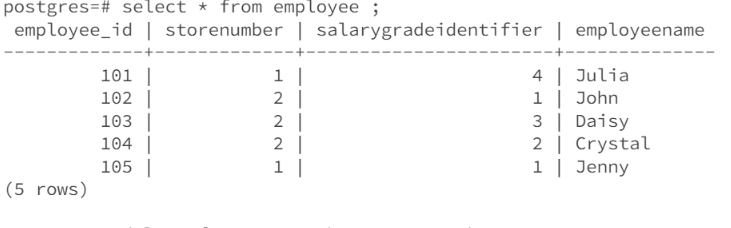 postgres=# select * from employee ;
 employee_id | storenumber | salarygradeidentifier | employeename
-------------+-------------+-----------------------+--------------
         101 |           1 |                     4 | Julia
         102 |           2 |                     1 | John
         103 |           2 |                     3 | Daisy
         104 |           2 |                     2 | Crystal
         105 |           1 |                     1 | Jenny
(5 rows)